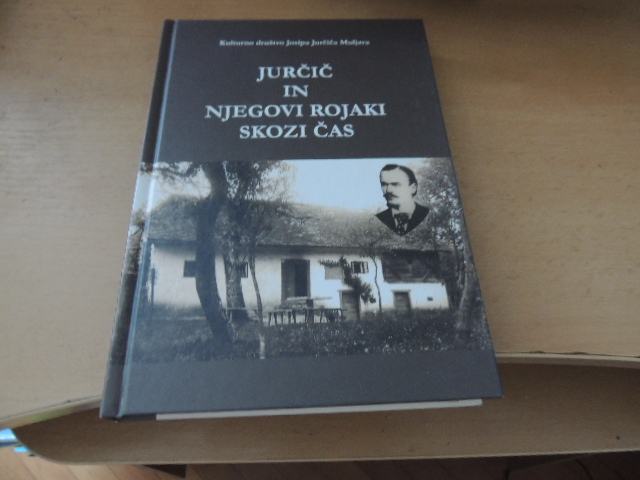 Kulturno društvo Josipa Jurčiča Muljava
JURČIČ
IN
NJEGOVI ROJAKI
SKOZI ČAS